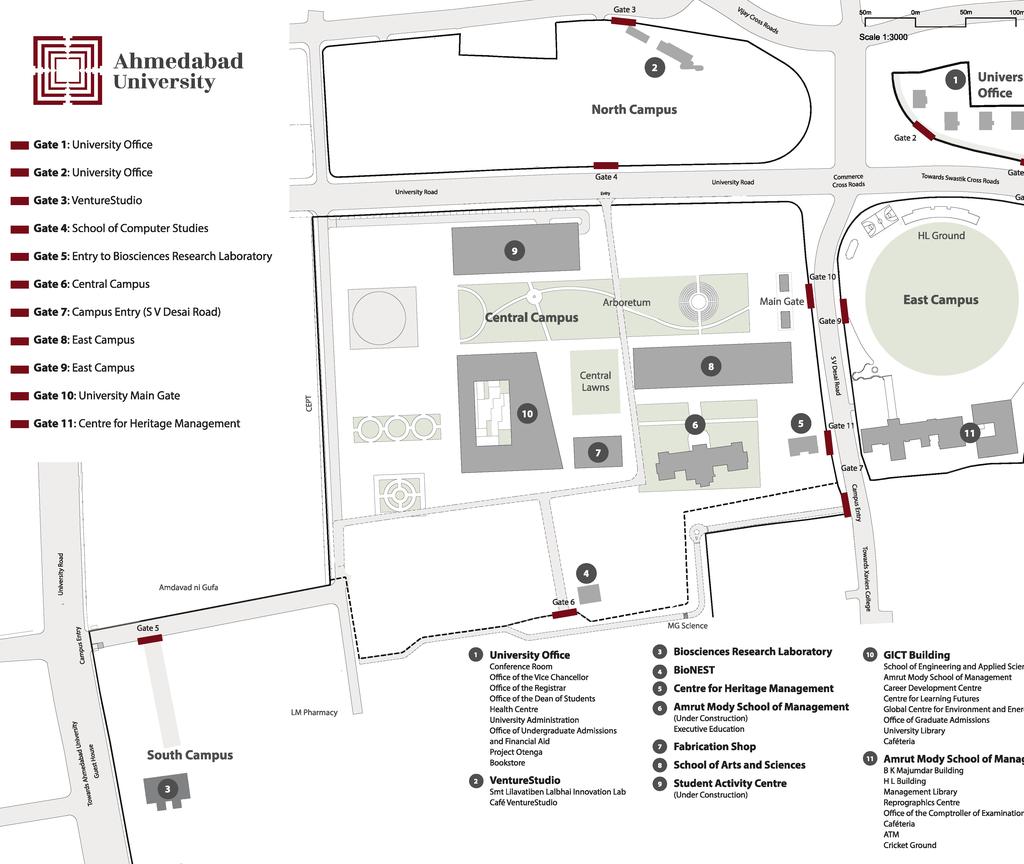 Ahmedabad
University
Gate 1: University Office
Gate 2: University Office
Gate 3: VentureStudio
Gate 4: School of Computer Studies
Gate 5: Entry to Biosciences Research Laboratory
Gate 6: Central Campus
Gate 7: Campus Entry (S V Desai Road)
Gate 8: East Campus
Gate 9: East Campus
Gate 10: University Main Gate
Gate 11: Centre for Heritage Management
Gate 3
Vijay Cross Roads
50m 0m 50m 100m
Scale 1:3000
2
North Campus
1
Univers
Office
Gate 2
Gate
Gate 4
University Road
University Road
Commerce
Cross Roads
Towards Swastik Cross Roads
Ga
Entry
9
HL Ground
Gate 10
Arboretum
Main Gate
East Campus
Central Campus
Gate 9
8
S V Desai Road
Central
Lawns
CEPT
10
6
5
Gate 11
11
7
Gate 7
Campus Entry
University Road
Towards Xaviers College
4
Amdavad ni Gufa
Gate 6
Gate 5
MG Science
Campus Entry
LM Pharmacy
South Campus
Towards Ahmedabad University
Guest House
3
1 University Office
Conference Room
Office of the Vice Chancellor
Office of the Registrar
Office of the Dean of Students
Health Centre
University Administration
Office of Undergraduate Admissions
and Financial Aid
Project Otenga
Bookstore
2 VentureStudio
Smt Lilavatiben Lalbhai Innovation Lab
Café VentureStudio
3 Biosciences Research Laboratory
4 BioNEST
5 Centre for Heritage Management
6 Amrut Mody School of Management
(Under Construction)
Executive Education
7 Fabrication Shop
8 School of Arts and Sciences
9 Student Activity Centre
(Under Construction)
10 GICT Building
School of Engineering and Applied Scien
Amrut Mody School of Management
Career Development Centre
Centre for Learning Futures
Global Centre for Environment and Ener
Office of Graduate Admissions
University Library
Caféteria
11 Amrut Mody School of Manag
B K Majumdar Building
H L Building
Management Library
Reprographics Centre
Office of the Comptroller of Examination
Caféteria
ATM
Cricket Ground